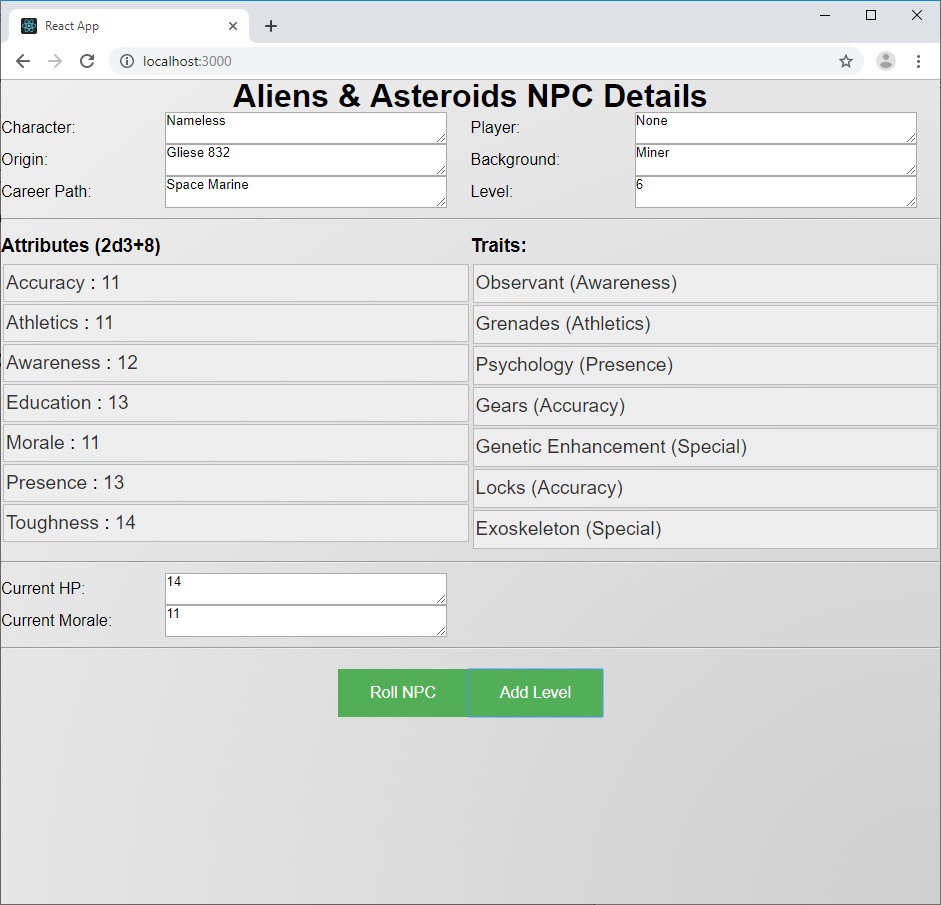 React App
localhost:3000
Aliens & Asteroids NPC Details
Character: Nameless Player: None
Origin: Gliese 832 Background: Miner
Career Path: Space Marine Level: 6
Attributes (2d3+8)
Accuracy : 11
Athletics : 11
Awareness : 12
Education : 13
Morale : 11
Presence : 13
Toughness : 14
Traits:
Observant (Awareness)
Grenades (Athletics)
Psychology (Presence)
Gears (Accuracy)
Genetic Enhancement (Special)
Locks (Accuracy)
Exoskeleton (Special)
Current HP: 14
Current Morale: 11
Roll NPC Add Level